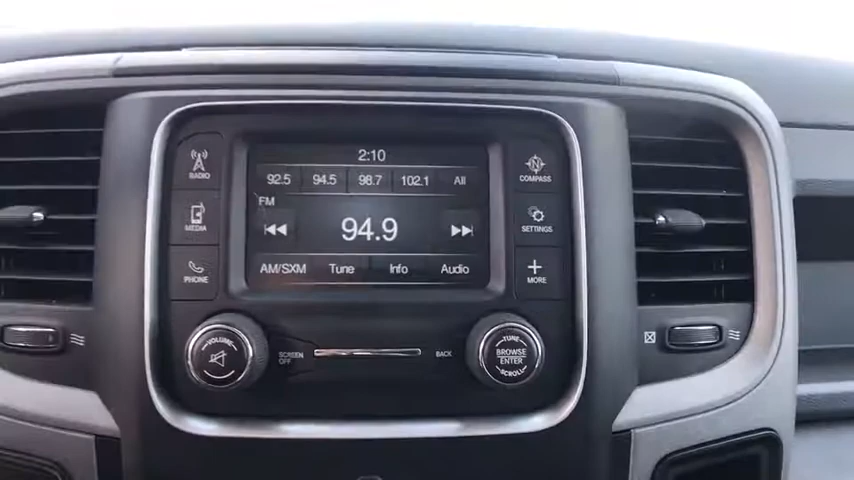 2:10
RADIO
92.5 94.5 98.7 102.1 All
COMPASS
FM
MEDIA
94.9
SETTINGS
AM/SXM Tune Info Audio
PHONE
MORE
VOLUME
SCREEN OFF
BACK
TUNE
BROWSE
ENTER
SCROLL